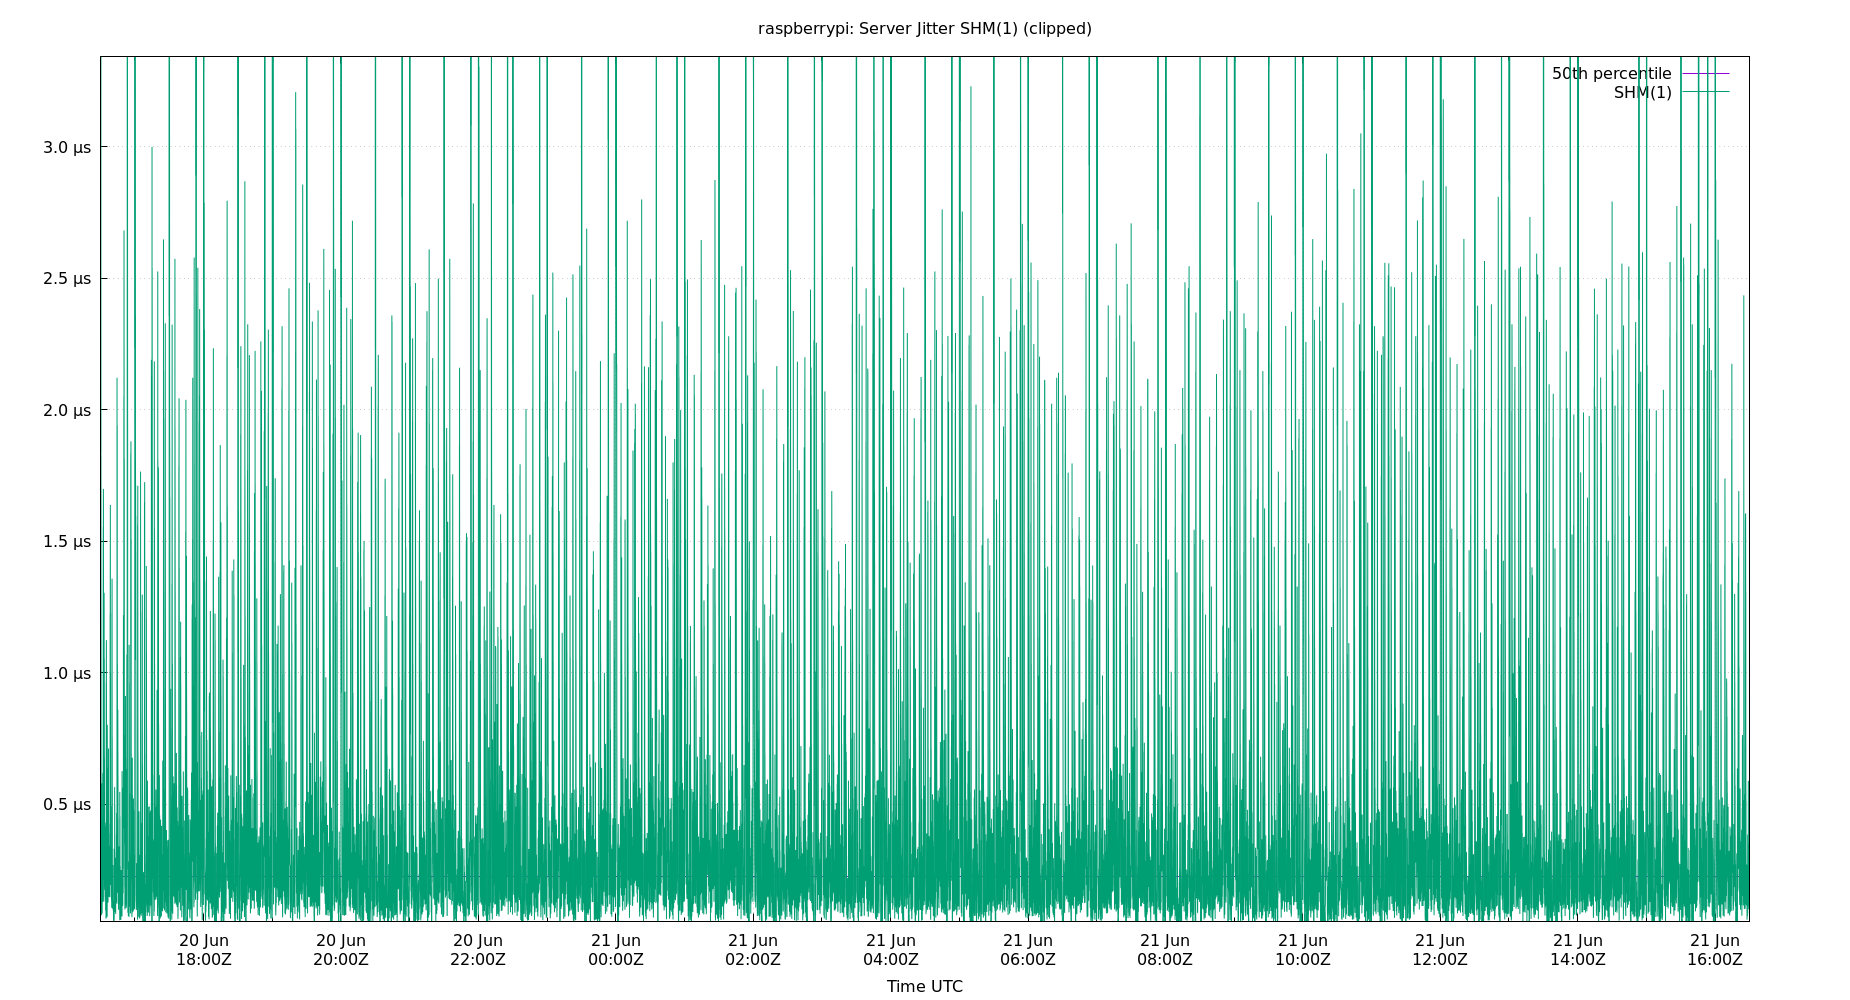 raspberrypi: Server Jitter SHM(1) (clipped)
50th percentile
SHM(1)
3.0 µs
2.5 µs
2.0 µs
1.5 µs
1.0 µs
0.5 µs
20 Jun 20 Jun 20 Jun 21 Jun 21 Jun 21 Jun 21 Jun 21 Jun 21 Jun 21 Jun 21 Jun 21 Jun
18:00Z 20:00Z 22:00Z 00:00Z 02:00Z 04:00Z 06:00Z 08:00Z 10:00Z 12:00Z 14:00Z 16:00Z
Time UTC